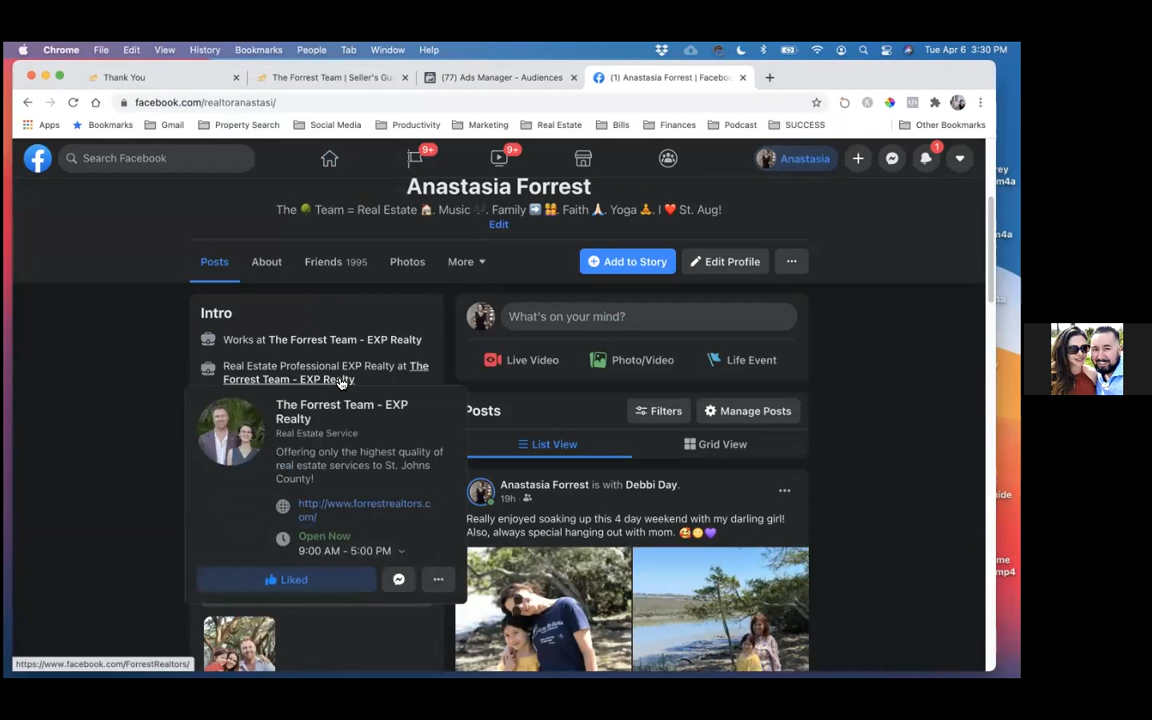 Chrome File Edit View History Bookmarks People Tab Window Help Tue Apr 6 3:30 PM
Thank You
The Forrest Team | Seller's Gu
(77) Ads Manager - Audiences
(1) Anastasia Forrest | Faceboo
facebook.com/realtoranastasi/
Apps Bookmarks Gmail Property Search Social Media Productivity Marketing Real Estate Bills Finances Podcast SUCCESS Other Bookmarks
Search Facebook
9+
9+
Anastasia
1
Anastasia Forrest
The 🌳 Team = Real Estate 🏠. Music 🎶. Family ➡️ 👨‍👩‍👧. Faith 🙏🏻. Yoga 🧘. I ❤️ St. Aug!
Edit
Posts About Friends 1995 Photos More
Add to Story
Edit Profile
Intro
Works at The Forrest Team - EXP Realty
Real Estate Professional EXP Realty at The
Forrest Team - EXP Realty
The Forrest Team - EXP
Realty
Real Estate Service
Offering only the highest quality of
real estate services to St. Johns
County!
http://www.forrestrealtors.c
om/
Open Now
9:00 AM - 5:00 PM
Liked
What's on your mind?
Live Video
Photo/Video
Life Event
Posts
Filters
Manage Posts
List View
Grid View
Anastasia Forrest is with Debbi Day.
19h
Really enjoyed soaking up this 4 day weekend with my darling girl!
Also, always special hanging out with mom. 🥰🌞💜
https://www.facebook.com/ForrestRealtors/
rey
m4a
m4a
ide
me
mp4